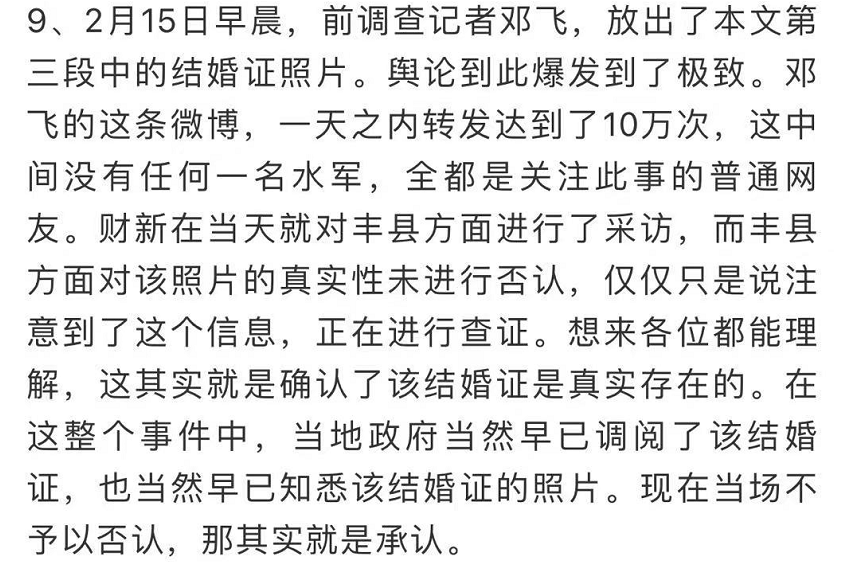 9、2月15日早晨，前调查记者邓飞，放出了本文第
三段中的结婚证照片。舆论到此爆发到了极致。邓
飞的这条微博，一天之内转发达到了10万次，这中
间没有任何一名水军，全都是关注此事的普通网
友。财新在当天就对丰县方面进行了采访，而丰县
方面对该照片的真实性未进行否认，仅仅只是说注
意到了这个信息，正在进行查证。想来各位都能理
解，这其实就是确认了该结婚证是真实存在的。在
这整个事件中，当地政府当然早已调阅了该结婚
证，也当然早已知悉该结婚证的照片。现在当场不
予以否认，那其实就是承认。